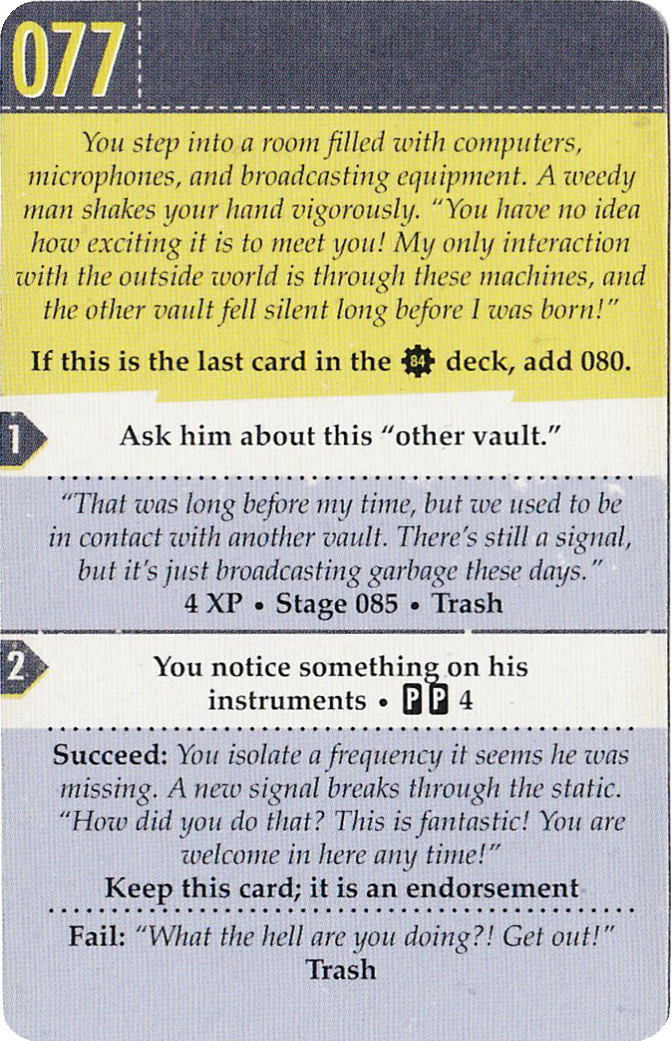 077
You step into a room filled with computers,
microphones, and broadcasting equipment. A weedy
man shakes your hand vigorously. “You have no idea
how exciting it is to meet you! My only interaction
with the outside world is through these machines, and
the other vault fell silent long before I was born!”
If this is the last card in the 84 deck, add 080.
1
Ask him about this “other vault.”
“That was long before my time, but we used to be
in contact with another vault. There’s still a signal,
but it’s just broadcasting garbage these days.”
4 XP • Stage 085 • Trash
2
You notice something on his
instruments • P P 4
Succeed: You isolate a frequency it seems he was
missing. A new signal breaks through the static.
“How did you do that? This is fantastic! You are
welcome in here any time!”
Keep this card; it is an endorsement
Fail: “What the hell are you doing?! Get out!”
Trash